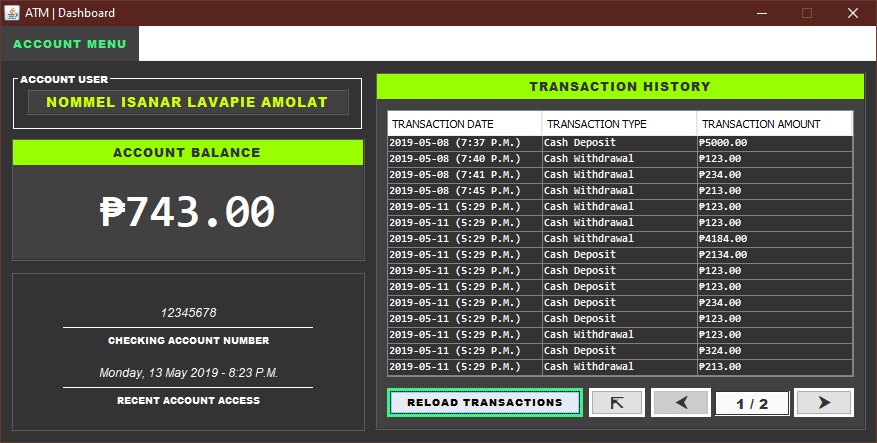 ATM | Dashboard
ACCOUNT MENU
ACCOUNT USER
NOMMEL ISANAR LAVAPIE AMOLAT
ACCOUNT BALANCE
₱743.00
12345678
CHECKING ACCOUNT NUMBER
Monday, 13 May 2019 - 8:23 P.M.
RECENT ACCOUNT ACCESS
TRANSACTION HISTORY
TRANSACTION DATE TRANSACTION TYPE TRANSACTION AMOUNT
2019-05-08 (7:37 P.M.) Cash Deposit ₱5000.00
2019-05-08 (7:40 P.M.) Cash Withdrawal ₱123.00
2019-05-08 (7:41 P.M.) Cash Withdrawal ₱234.00
2019-05-08 (7:45 P.M.) Cash Withdrawal ₱213.00
2019-05-11 (5:29 P.M.) Cash Withdrawal ₱123.00
2019-05-11 (5:29 P.M.) Cash Withdrawal ₱123.00
2019-05-11 (5:29 P.M.) Cash Withdrawal ₱4184.00
2019-05-11 (5:29 P.M.) Cash Deposit ₱2134.00
2019-05-11 (5:29 P.M.) Cash Deposit ₱123.00
2019-05-11 (5:29 P.M.) Cash Deposit ₱123.00
2019-05-11 (5:29 P.M.) Cash Deposit ₱234.00
2019-05-11 (5:29 P.M.) Cash Deposit ₱123.00
2019-05-11 (5:29 P.M.) Cash Withdrawal ₱123.00
2019-05-11 (5:29 P.M.) Cash Deposit ₱324.00
2019-05-11 (5:29 P.M.) Cash Withdrawal ₱213.00
RELOAD TRANSACTIONS 1 / 2